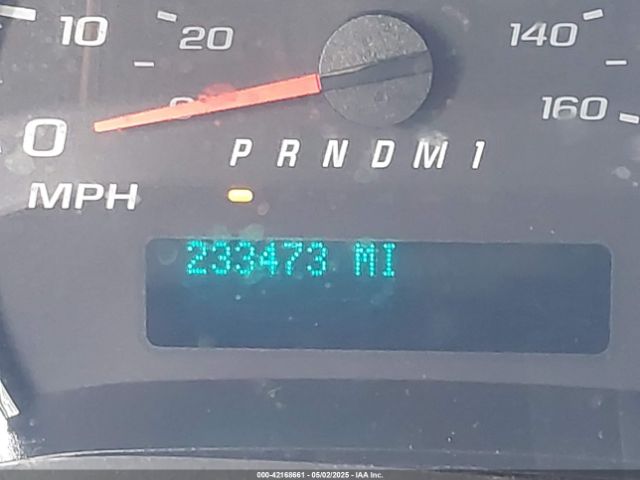 10 20 140
0 160
P R N D M 1
MPH
233473 MI
000-42168661 - 05/02/2025 - IAA Inc.